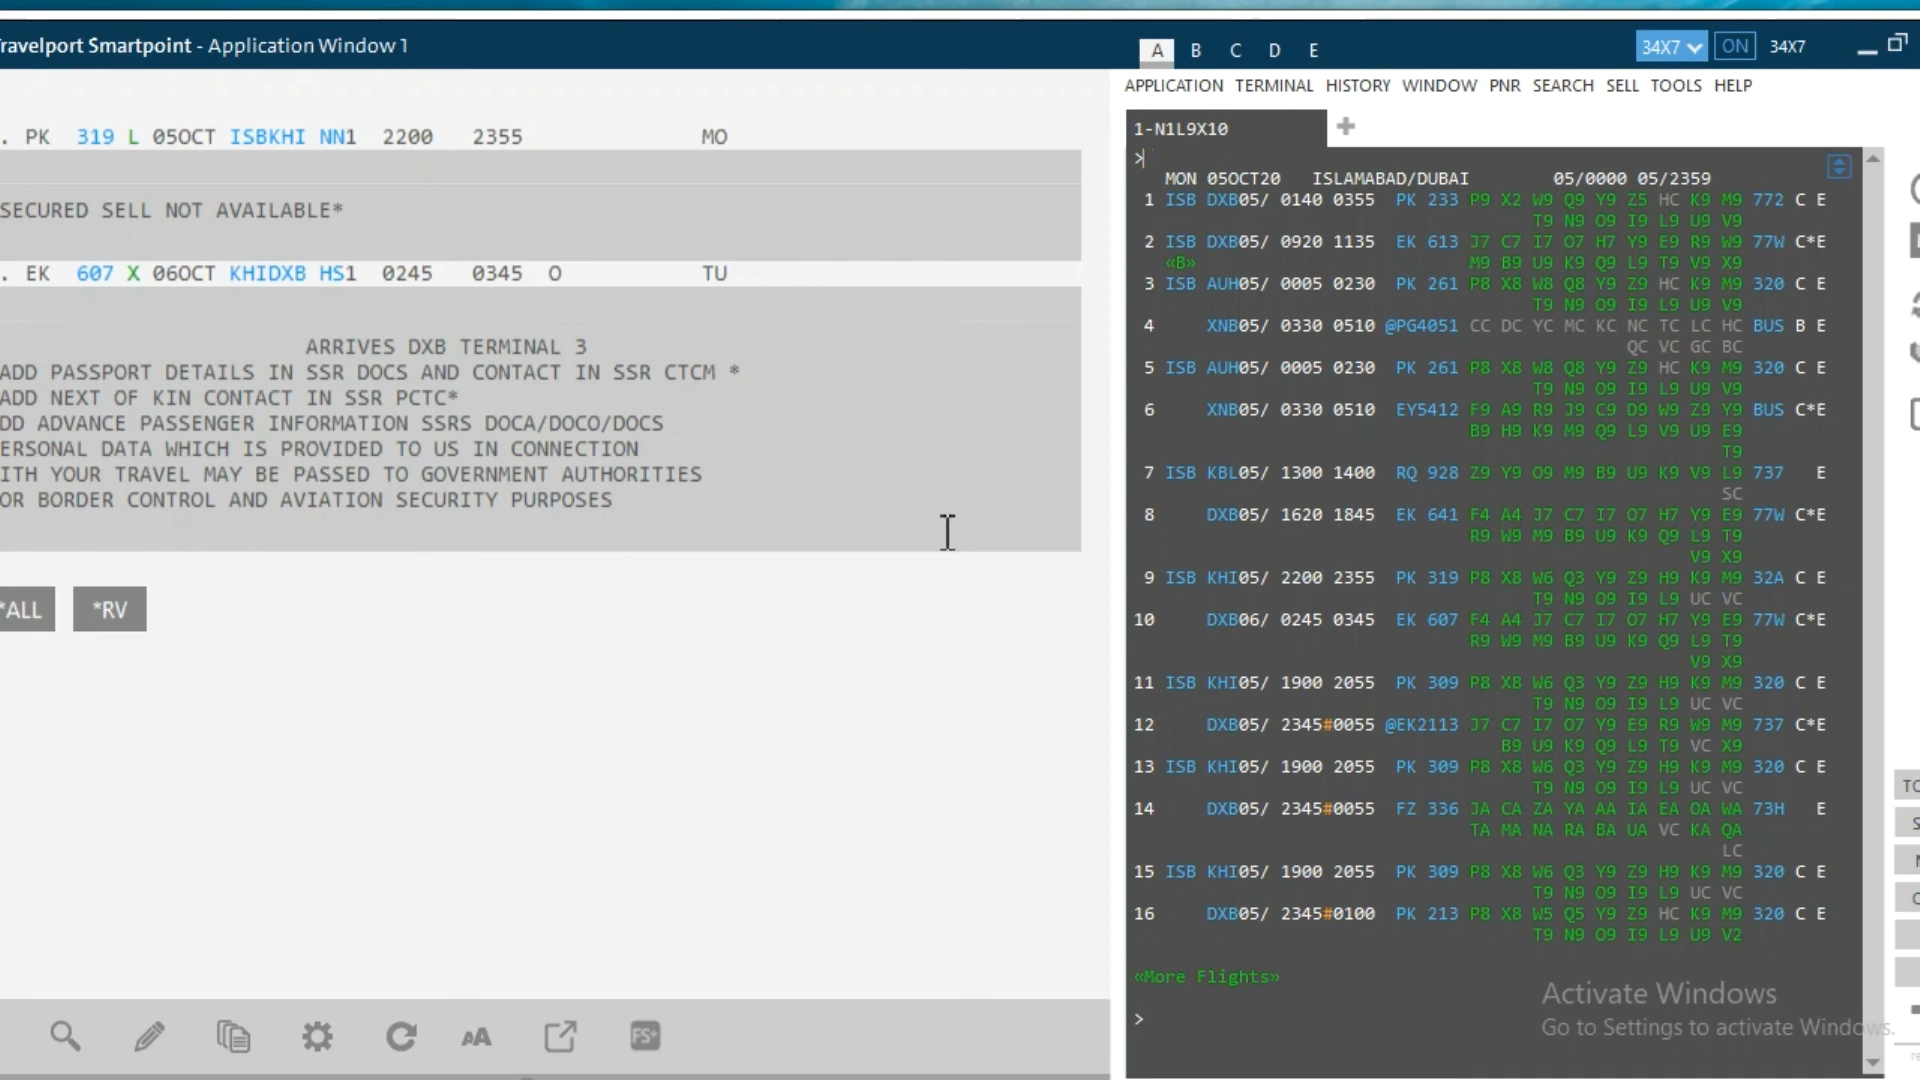 ravelport Smartpoint - Application Window 1
A B C D E
34X7 ON 34X7
. PK 319 L 05OCT ISBKHI NN1 2200 2355 MO
SECURED SELL NOT AVAILABLE*
. EK 607 X 06OCT KHIDXB HS1 0245 0345 O TU
ARRIVES DXB TERMINAL 3
ADD PASSPORT DETAILS IN SSR DOCS AND CONTACT IN SSR CTCM *
ADD NEXT OF KIN CONTACT IN SSR PCTC*
DD ADVANCE PASSENGER INFORMATION SSRS DOCA/DOCO/DOCS
ERSONAL DATA WHICH IS PROVIDED TO US IN CONNECTION
ITH YOUR TRAVEL MAY BE PASSED TO GOVERNMENT AUTHORITIES
OR BORDER CONTROL AND AVIATION SECURITY PURPOSES
*ALL *RV
AA FS+
APPLICATION TERMINAL HISTORY WINDOW PNR SEARCH SELL TOOLS HELP
1-N1L9X10 +
>
MON 05OCT20 ISLAMABAD/DUBAI 05/0000 05/2359
1 ISB DXB05/ 0140 0355 PK 233 P9 X2 W9 Q9 Y9 Z5 HC K9 M9 772 C E
T9 N9 O9 I9 L9 U9 V9
2 ISB DXB05/ 0920 1135 EK 613 J7 C7 I7 O7 H7 Y9 E9 R9 W9 77W C*E
«B» M9 B9 U9 K9 Q9 L9 T9 V9 X9
3 ISB AUH05/ 0005 0230 PK 261 P8 X8 W8 Q8 Y9 Z9 HC K9 M9 320 C E
T9 N9 O9 I9 L9 U9 V9
4 XNB05/ 0330 0510 @PG4051 CC DC YC MC KC NC TC LC HC BUS B E
QC VC GC BC
5 ISB AUH05/ 0005 0230 PK 261 P8 X8 W8 Q8 Y9 Z9 HC K9 M9 320 C E
T9 N9 O9 I9 L9 U9 V9
6 XNB05/ 0330 0510 EY5412 F9 A9 R9 J9 C9 D9 W9 Z9 Y9 BUS C*E
B9 H9 K9 M9 Q9 L9 V9 U9 E9
T9
7 ISB KBL05/ 1300 1400 RQ 928 Z9 Y9 O9 M9 B9 U9 K9 V9 L9 737 E
SC
8 DXB05/ 1620 1845 EK 641 F4 A4 J7 C7 I7 O7 H7 Y9 E9 77W C*E
R9 W9 M9 B9 U9 K9 Q9 L9 T9
V9 X9
9 ISB KHI05/ 2200 2355 PK 319 P8 X8 W6 Q3 Y9 Z9 H9 K9 M9 32A C E
T9 N9 O9 I9 L9 UC VC
10 DXB06/ 0245 0345 EK 607 F4 A4 J7 C7 I7 O7 H7 Y9 E9 77W C*E
R9 W9 M9 B9 U9 K9 Q9 L9 T9
V9 X9
11 ISB KHI05/ 1900 2055 PK 309 P8 X8 W6 Q3 Y9 Z9 H9 K9 M9 320 C E
T9 N9 O9 I9 L9 UC VC
12 DXB05/ 2345#0055 @EK2113 J7 C7 I7 O7 Y9 E9 R9 W9 M9 737 C*E
B9 U9 K9 Q9 L9 T9 VC X9
13 ISB KHI05/ 1900 2055 PK 309 P8 X8 W6 Q3 Y9 Z9 H9 K9 M9 320 C E
T9 N9 O9 I9 L9 UC VC
14 DXB05/ 2345#0055 FZ 336 JA CA ZA YA AA IA EA OA WA 73H E
TA MA NA RA BA UA VC KA QA
LC
15 ISB KHI05/ 1900 2055 PK 309 P8 X8 W6 Q3 Y9 Z9 H9 K9 M9 320 C E
T9 N9 O9 I9 L9 UC VC
16 DXB05/ 2345#0100 PK 213 P8 X8 W5 Q5 Y9 Z9 HC K9 M9 320 C E
T9 N9 O9 I9 L9 U9 V2
«More Flights»
>
Activate Windows
Go to Settings to activate Windows.